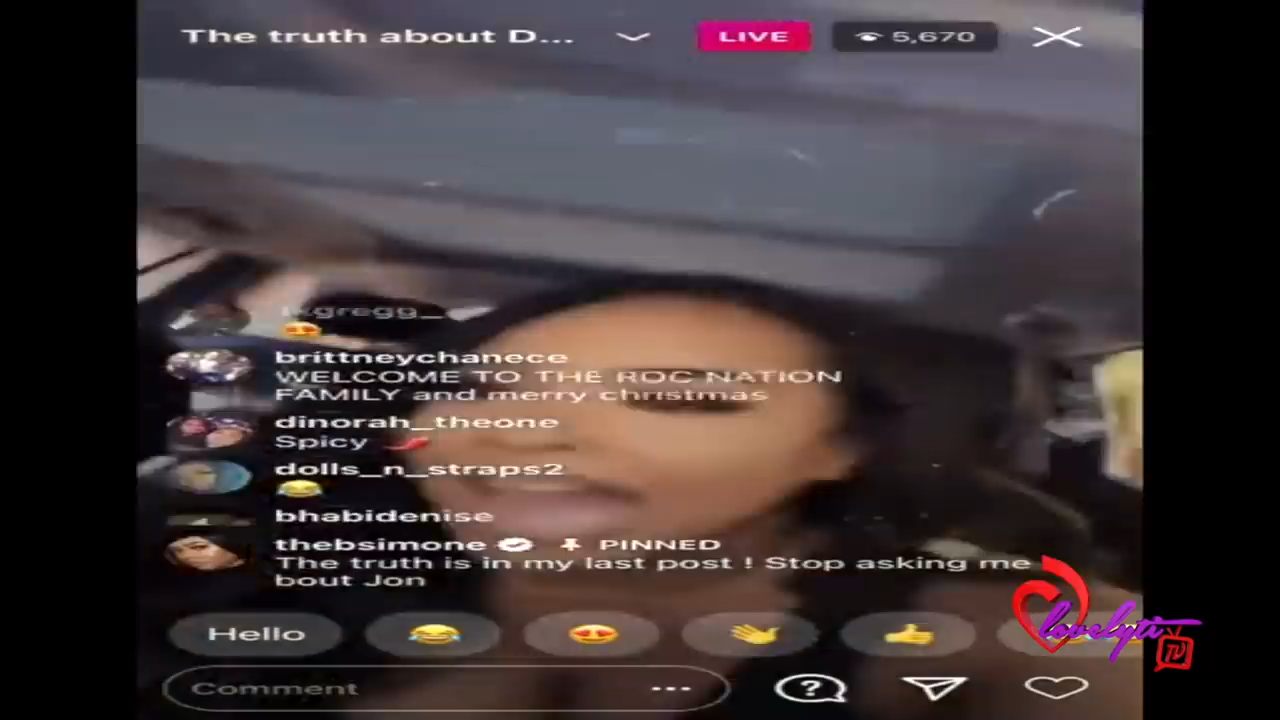 The truth about D...
LIVE
5,670
brittneychanece
WELCOME TO THE ROC NATION
FAMILY and merry christmas
dinorah_theone
Spicy
dolls_n_straps2
bhabidenise
thebsimone PINNED
The truth is in my last post ! Stop asking me
bout Jon
Hello
Comment
lovelyti
TV